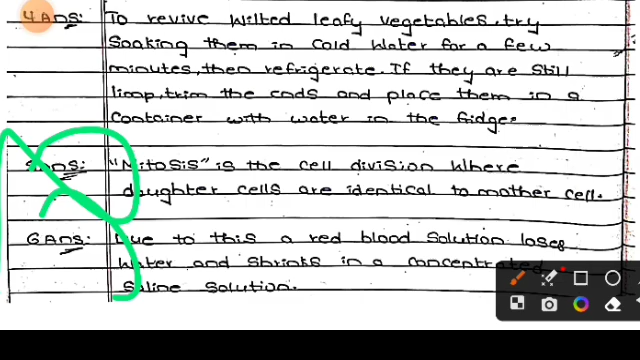 4 Ans: To revive wilted leafy vegetables, try
Soaking them in cold water for a few
minutes, then refrigerate. If they are still
limp, trim the ends and place them in a
Container with water in the fridge.
5 Ans: "Mitosis" is the cell division where
daughter cells are identical to mother cell.
6 Ans: Due to this a red blood solution loses
water and shrinks in a concentrated
Saline solution.